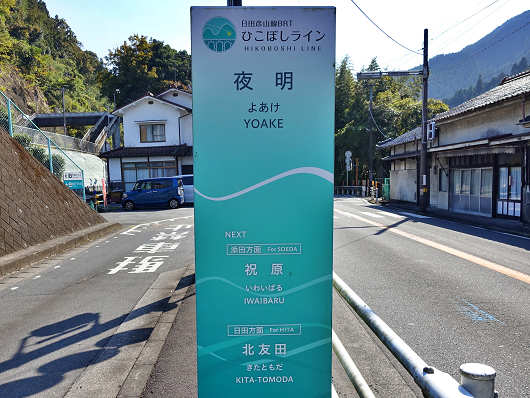 日田彦山線BRT
ひこぼしライン
HIKOBOSHI LINE
夜明
よあけ
YOAKE
NEXT
添田方面 For SOEDA
祝原
いわいばる
IWAIBARU
日田方面 For HITA
北友田
きたともだ
KITA-TOMODA